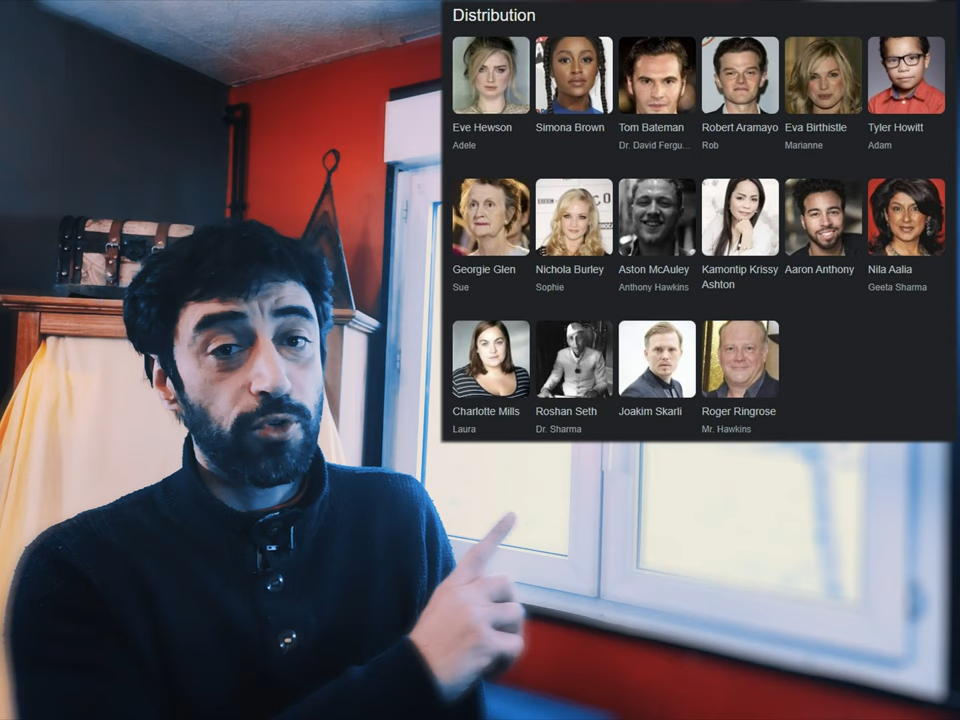 Distribution
Eve Hewson Simona Brown Tom Bateman Robert Aramayo Eva Birthistle Tyler Howitt
Adele Dr. David Fergu... Rob Marianne Adam
Georgie Glen Nichola Burley Aston McAuley Kamontip Krissy Aaron Anthony Nila Aalia
Ashton
Sue Sophie Anthony Hawkins Geeta Sharma
Charlotte Mills Roshan Seth Joakim Skarli Roger Ringrose
Laura Dr. Sharma Mr. Hawkins